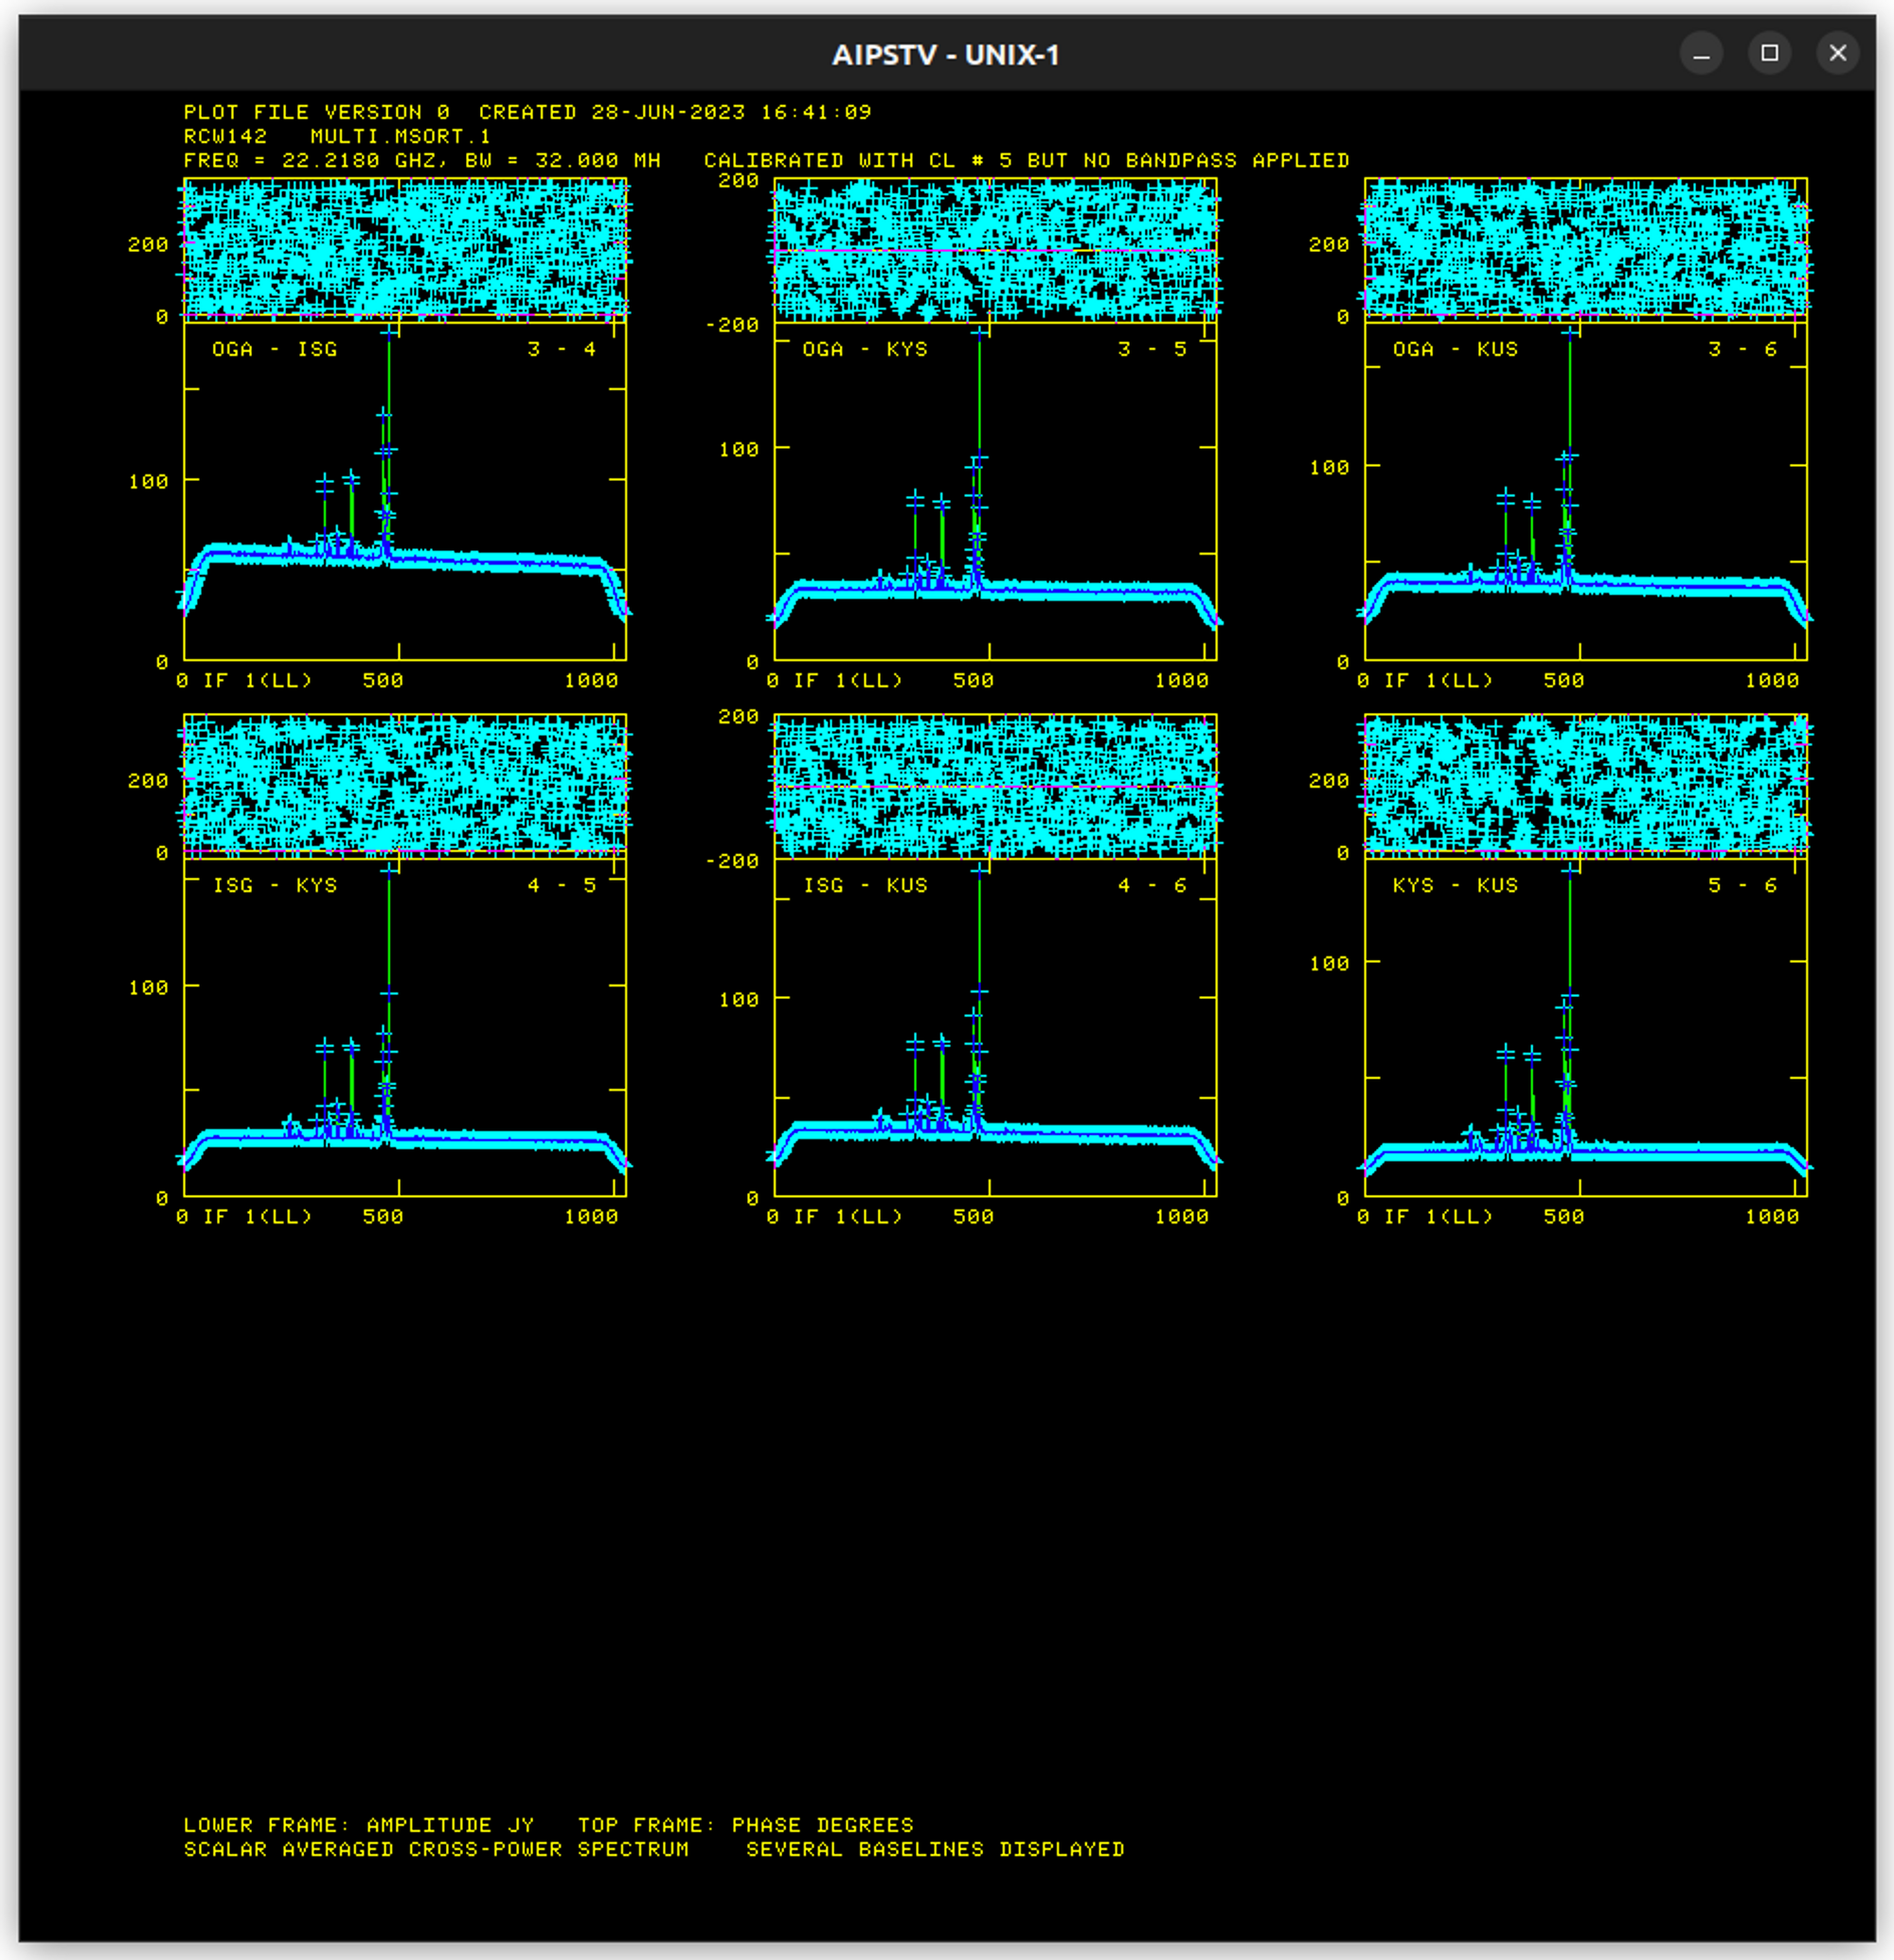 AIPSTV - UNIX-1
PLOT FILE VERSION 0  CREATED 28-JUN-2023 16:41:09
RCW142   MULTI.MSORT.1
FREQ = 22.2180 GHZ, BW = 32.000 MH   CALIBRATED WITH CL # 5 BUT NO BANDPASS APPLIED
200
200 200
0 -200 0
OGA - ISG 3 - 4 OGA - KYS 3 - 5 OGA - KUS 3 - 6
100 100 100
0 0 0
0 IF 1(LL) 500 1000 0 IF 1(LL) 500 1000 0 IF 1(LL) 500 1000
200
200 200
0 -200 0
ISG - KYS 4 - 5 ISG - KUS 4 - 6 KYS - KUS 5 - 6
100 100 100
0 0 0
0 IF 1(LL) 500 1000 0 IF 1(LL) 500 1000 0 IF 1(LL) 500 1000
LOWER FRAME: AMPLITUDE JY   TOP FRAME: PHASE DEGREES
SCALAR AVERAGED CROSS-POWER SPECTRUM    SEVERAL BASELINES DISPLAYED